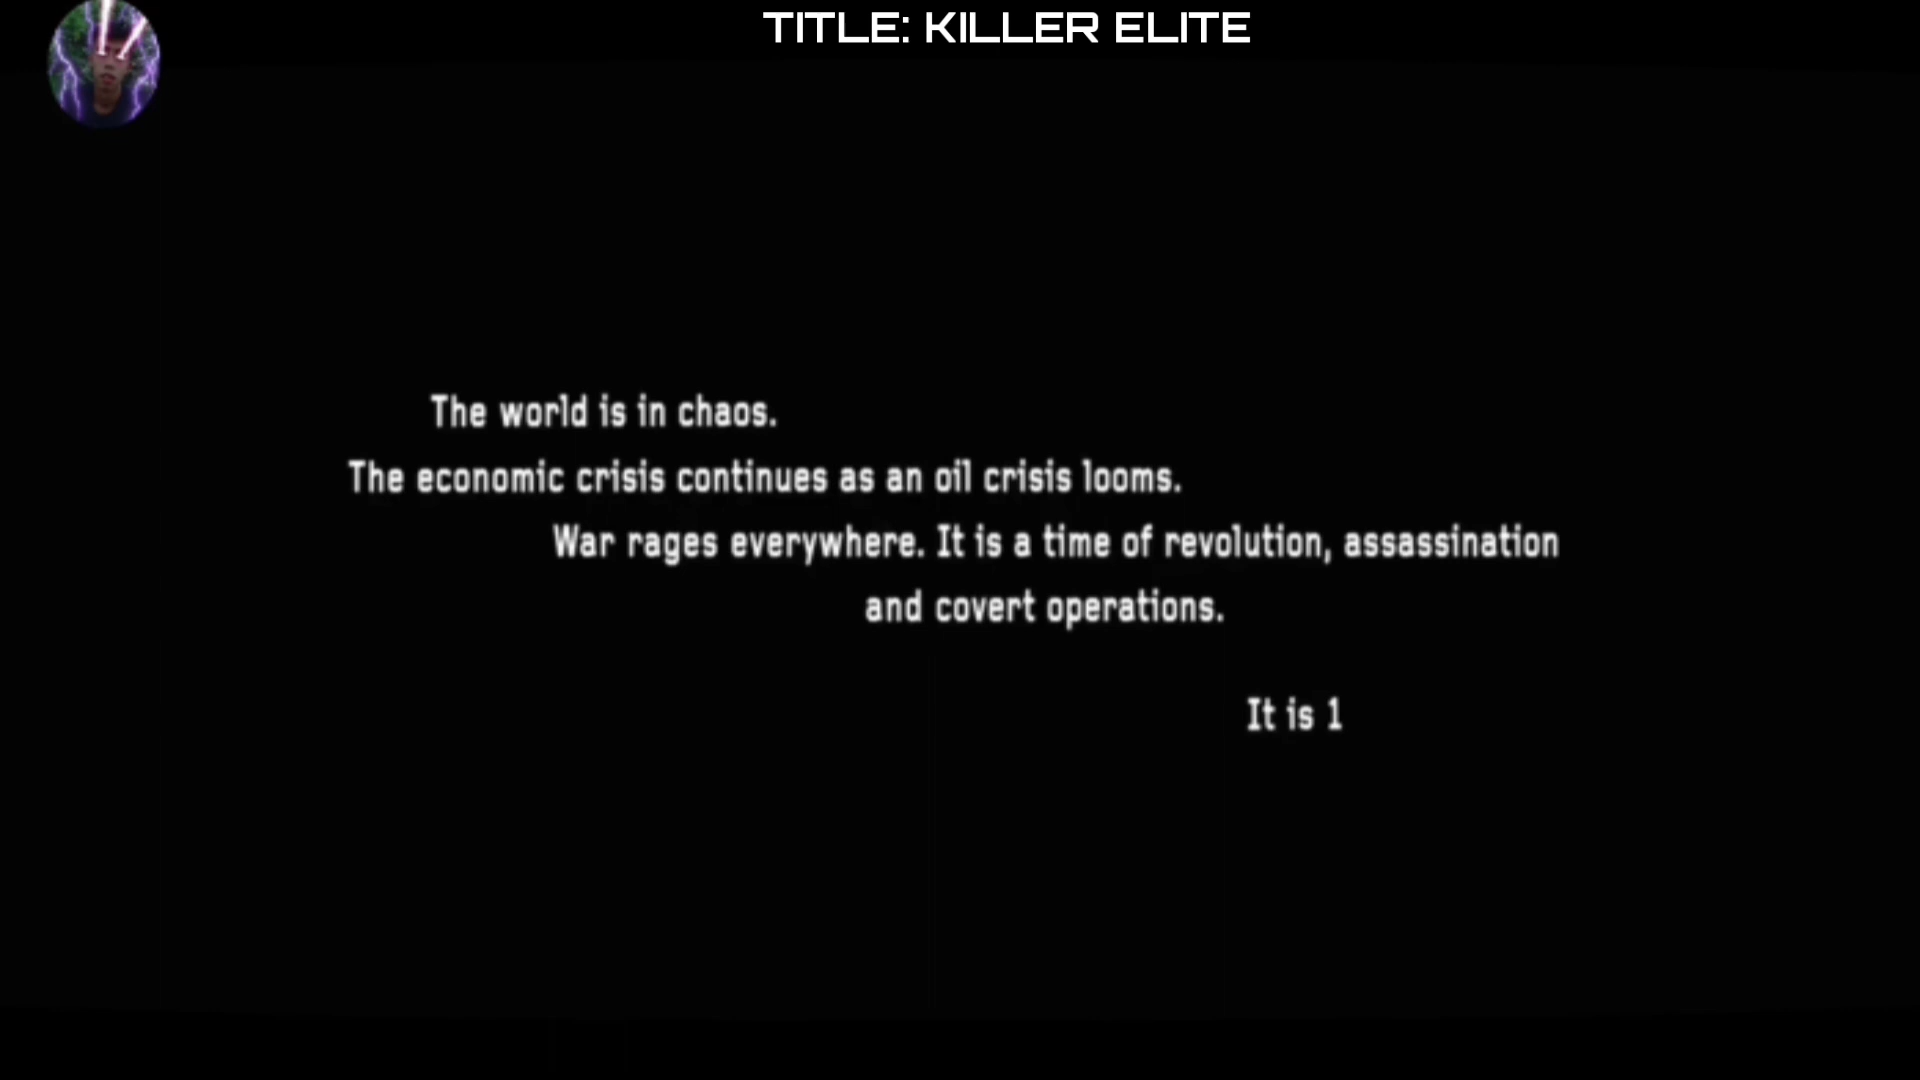 TITLE: KILLER ELITE
The world is in chaos.
The economic crisis continues as an oil crisis looms.
War rages everywhere. It is a time of revolution, assassination
and covert operations.
It is 1